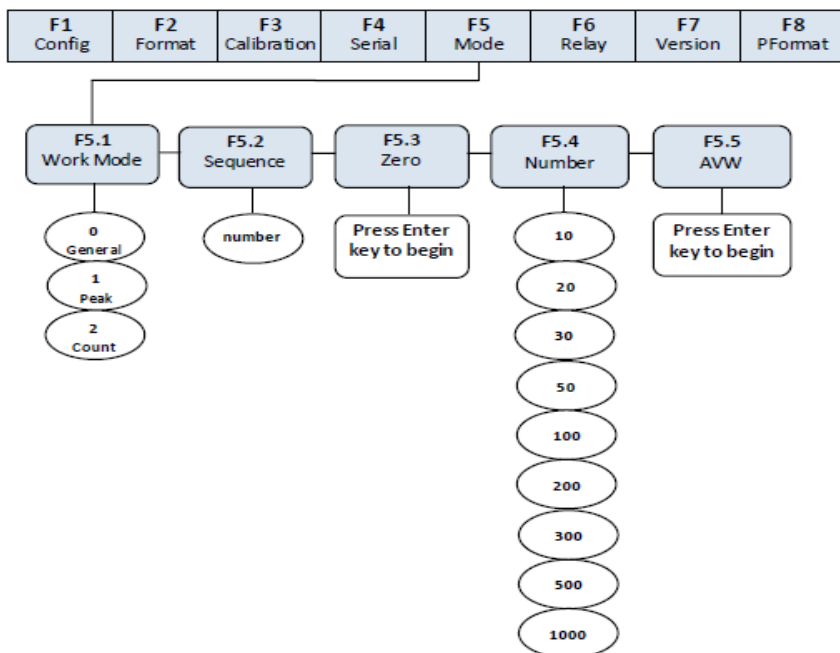 F1 F2 F3 F4 F5 F6 F7 F8
Config Format Calibration Serial Mode Relay Version PFormat
F5.1 F5.2 F5.3 F5.4 F5.5
Work Mode Sequence Zero Number AVW
0
General
1
Peak
2
Count
number
Press Enter
key to begin
10
20
30
50
100
200
300
500
1000
Press Enter
key to begin